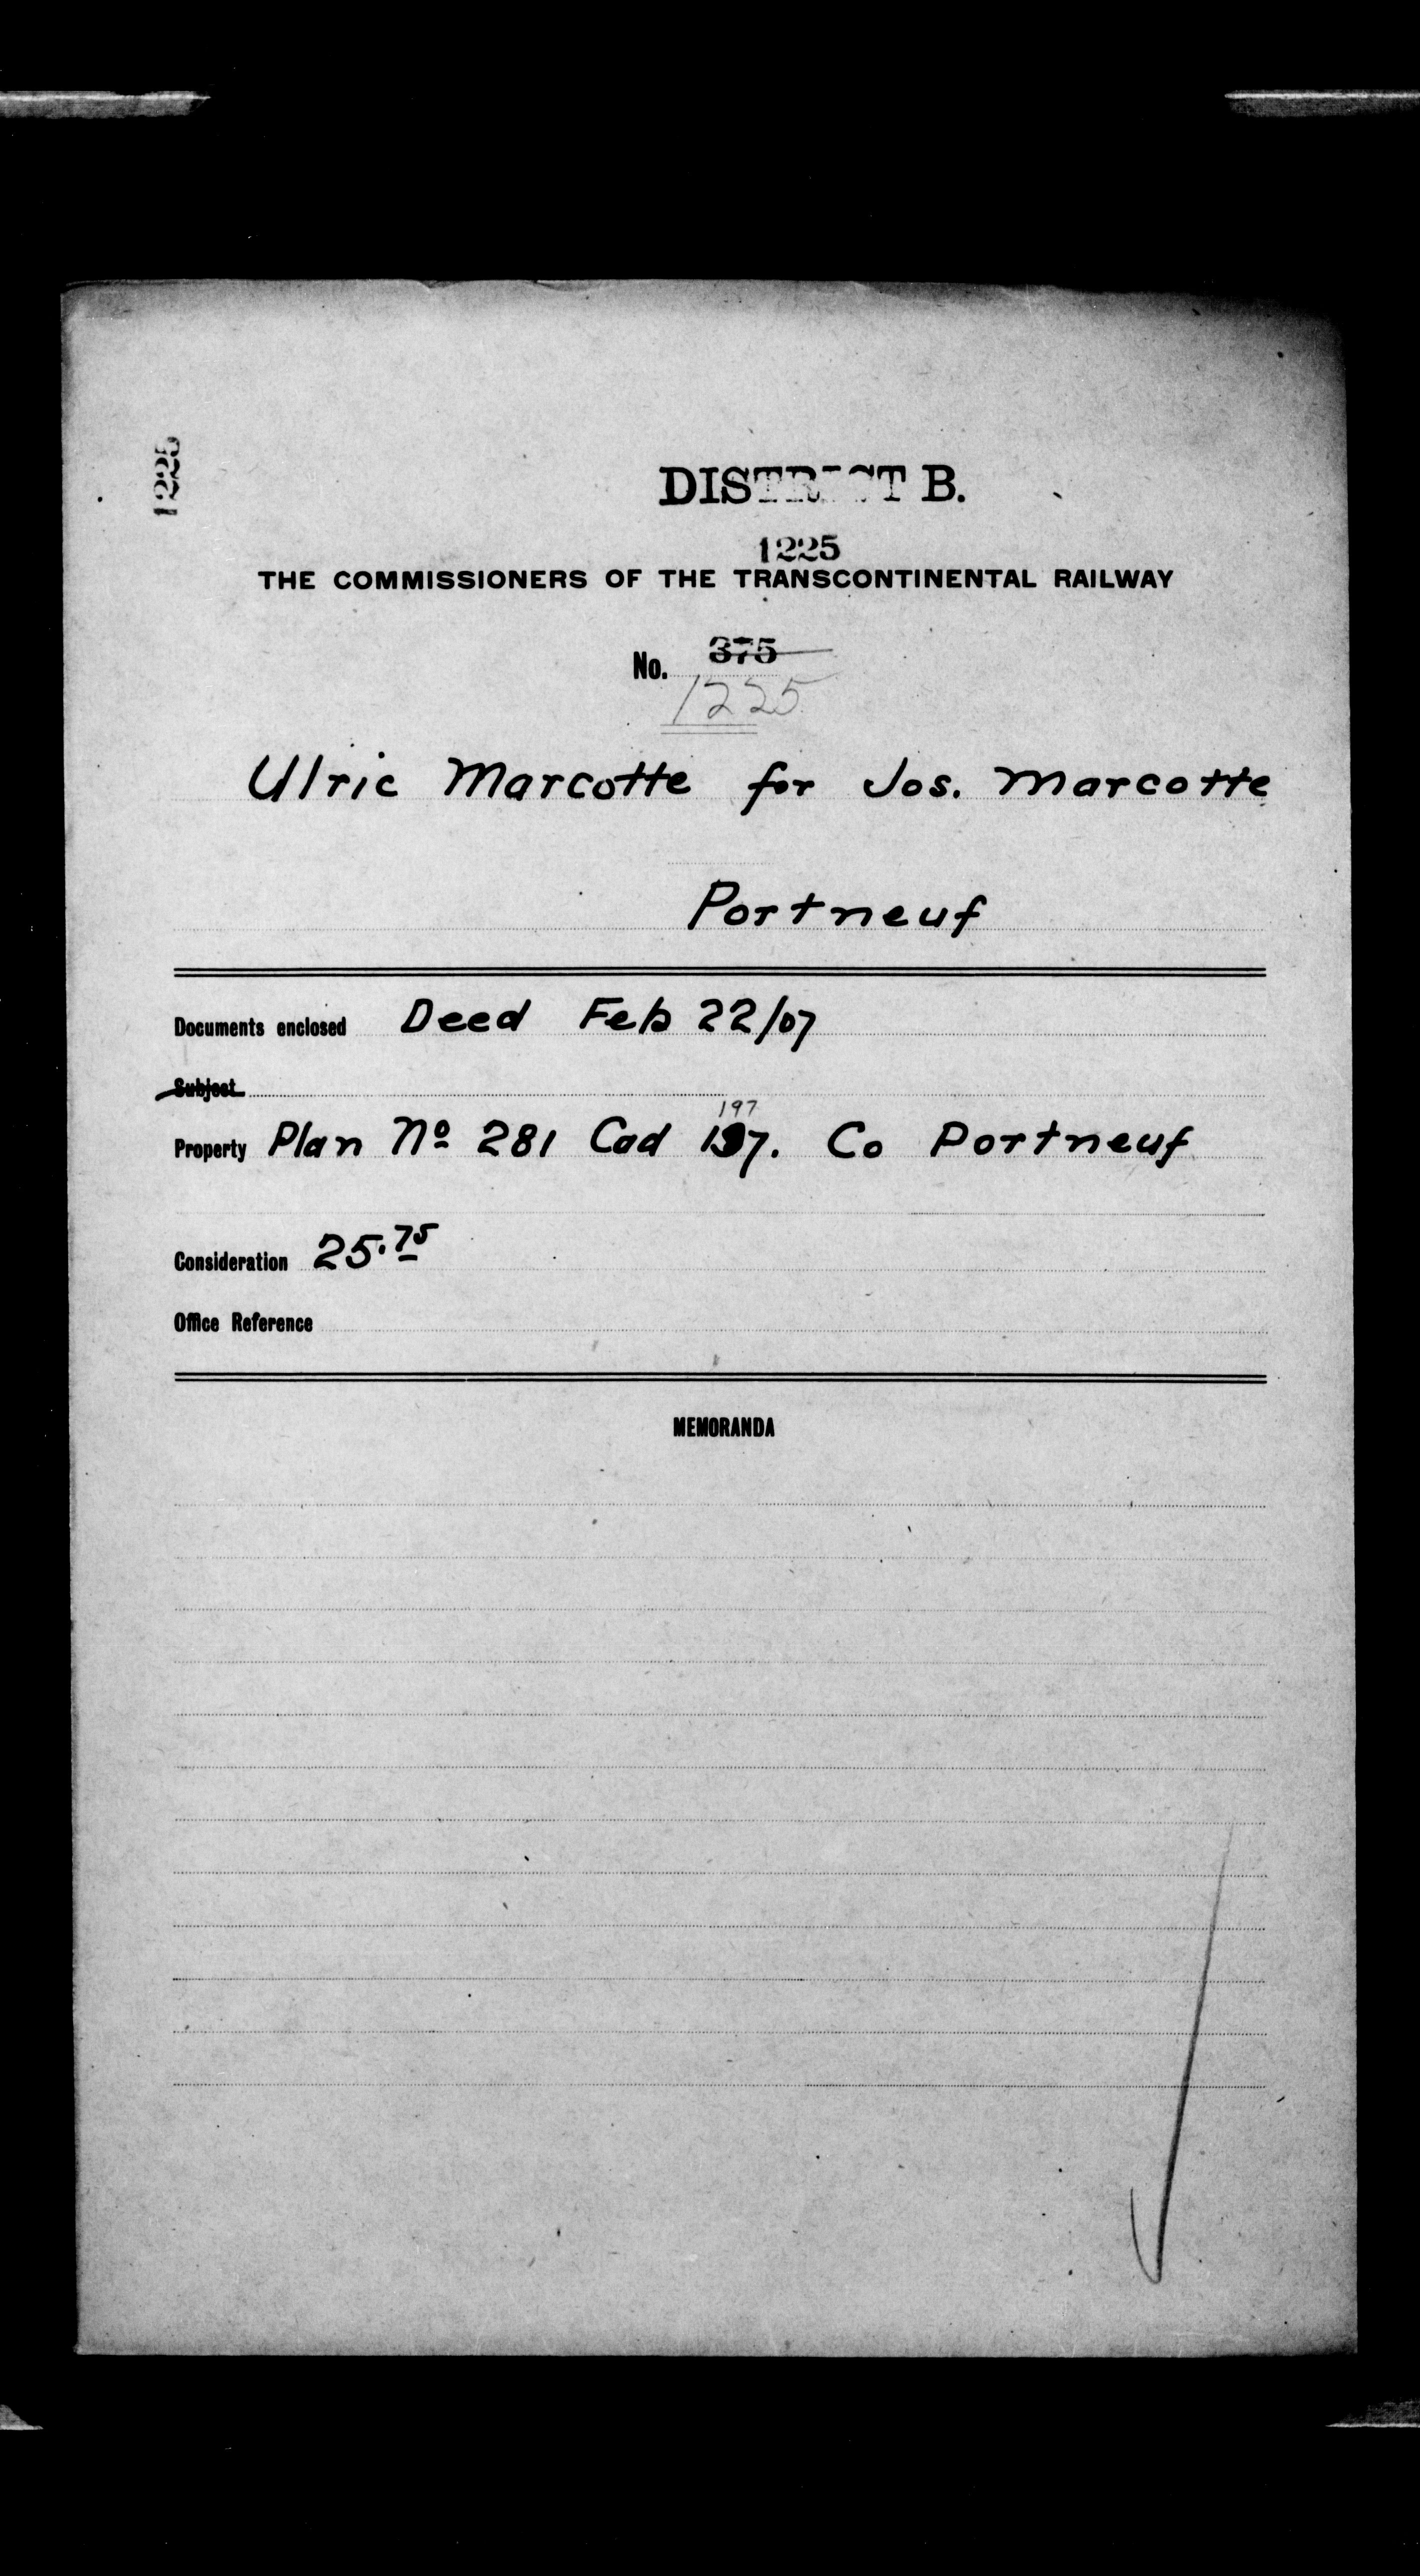 1225
DISTRICT B.
1225
THE COMMISSIONERS OF THE TRANSCONTINENTAL RAILWAY
No. 375
1225
Ulric Marcotte for Jos. Marcotte
Portneuf
Documents enclosed Deed Feb 22/07
Subject
197
Property Plan Nº 281 Cad 197. Co Portneuf
Consideration 25.75
Office Reference
MEMORANDA